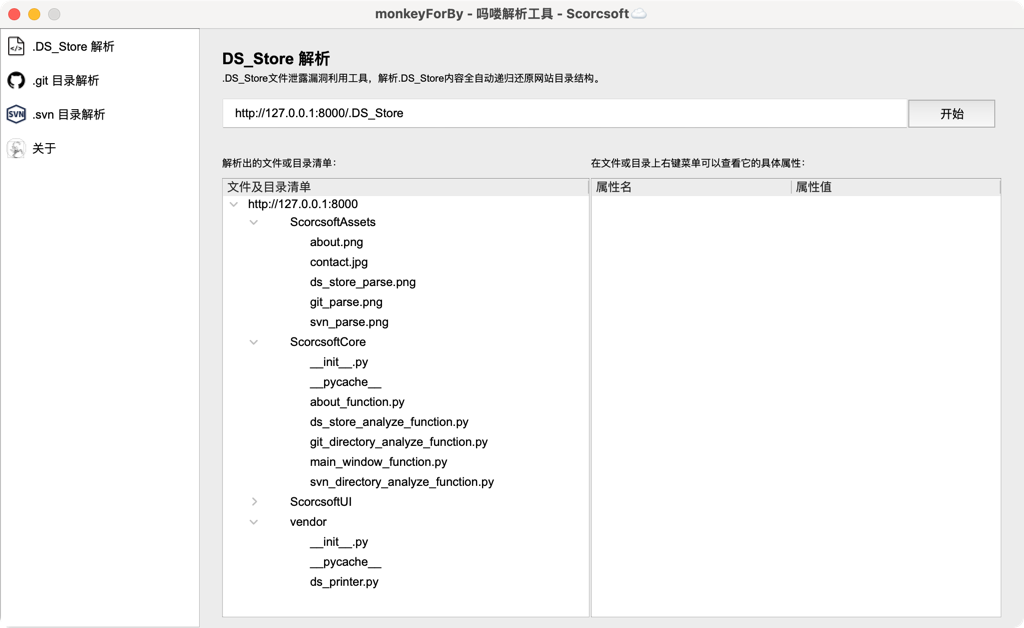 monkeyForBy - 吗喽解析工具 - Scorcsoft☁️
.DS_Store 解析
.git 目录解析
SVN .svn 目录解析
关于
DS_Store 解析
.DS_Store文件泄露漏洞利用工具，解析.DS_Store内容全自动递归还原网站目录结构。
http://127.0.0.1:8000/.DS_Store
开始
解析出的文件或目录清单：
在文件或目录上右键菜单可以查看它的具体属性：
文件及目录清单
属性名
属性值
http://127.0.0.1:8000
ScorcsoftAssets
about.png
contact.jpg
ds_store_parse.png
git_parse.png
svn_parse.png
ScorcsoftCore
__init__.py
__pycache__
about_function.py
ds_store_analyze_function.py
git_directory_analyze_function.py
main_window_function.py
svn_directory_analyze_function.py
ScorcsoftUI
vendor
__init__.py
__pycache__
ds_printer.py